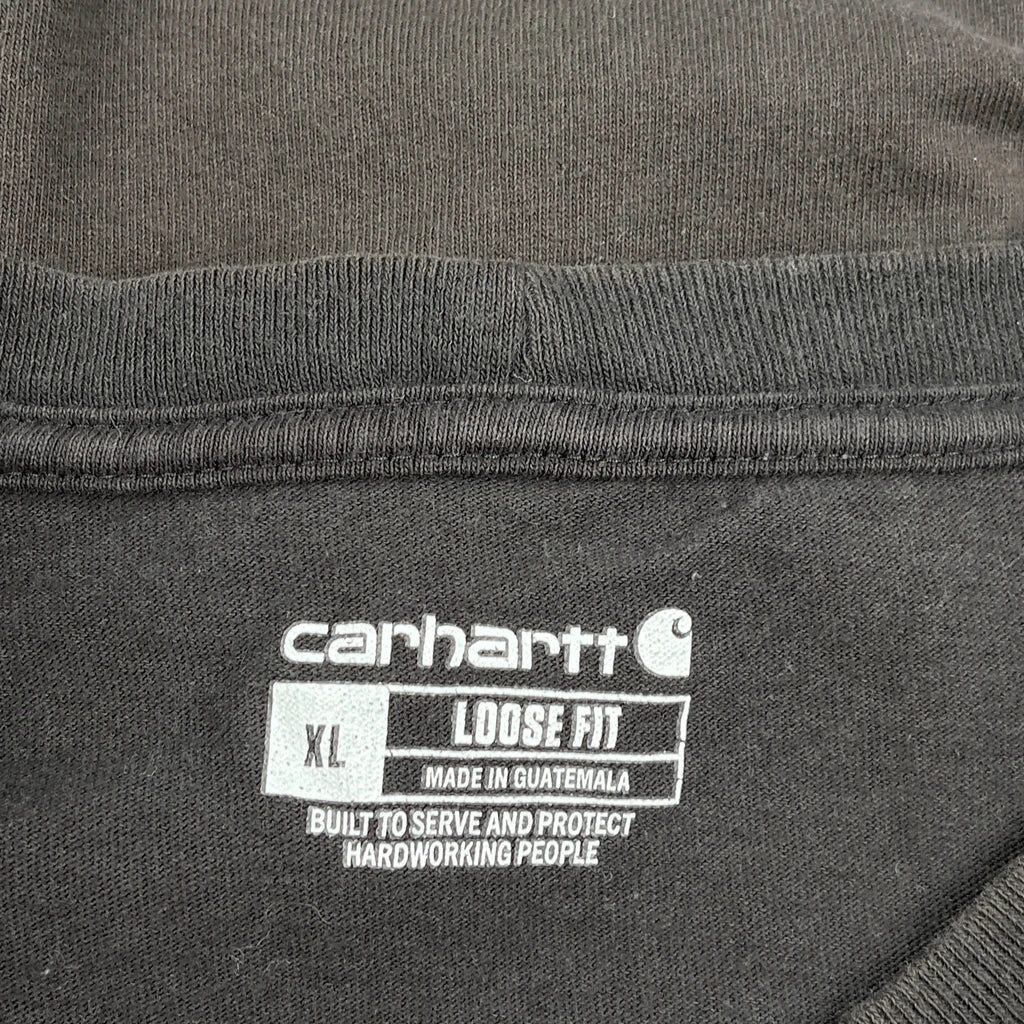 carhartt
XL
LOOSE FIT
MADE IN GUATEMALA
BUILT TO SERVE AND PROTECT
HARDWORKING PEOPLE